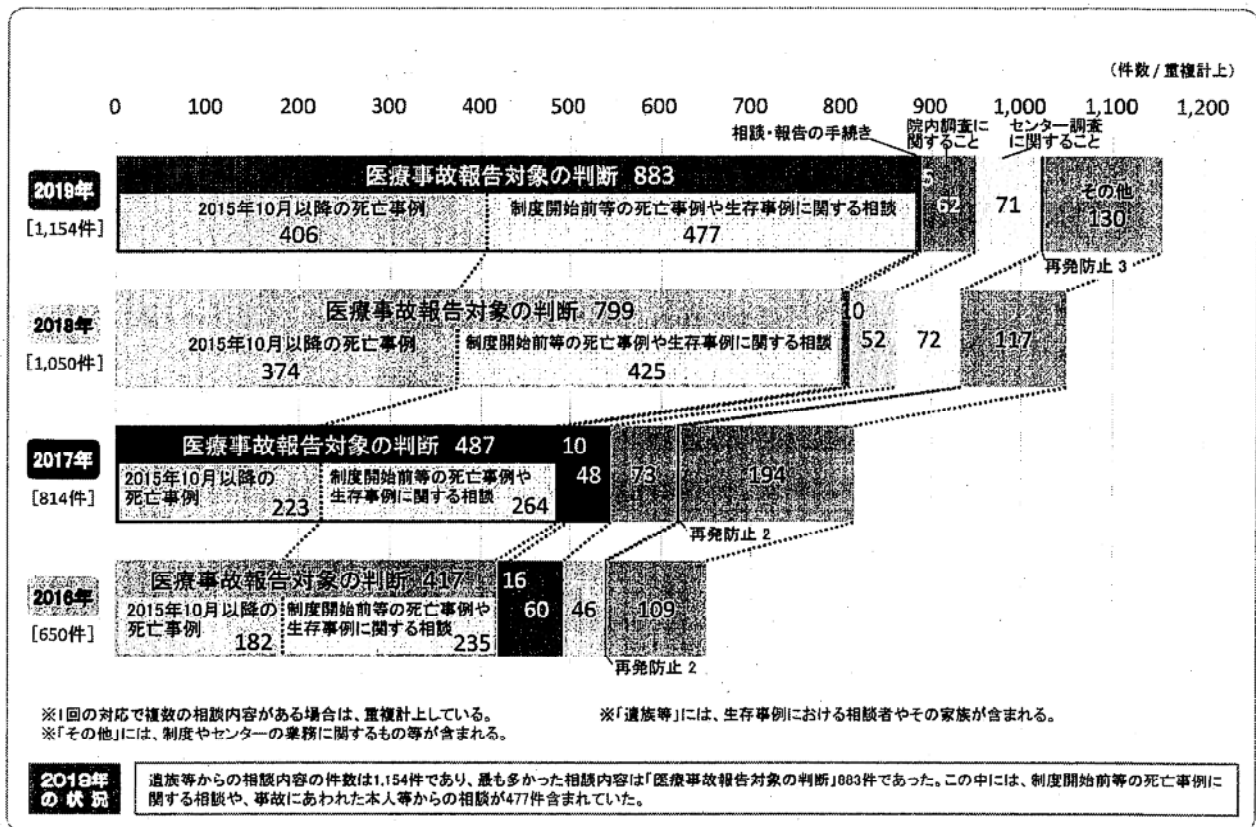 (件数/重複計上)
0 100 200 300 400 500 600 700 800 900 1,000 1,100 1,200
相談・報告の手続き
院内調査に
関すること
センター調査
に関すること
2019年
[1,154件]
医療事故報告対象の判断 883
2015年10月以降の死亡事例
406
制度開始前等の死亡事例や生存事例に関する相談
477
5
62
71
その他
130
再発防止 3
2018年
[1,050件]
医療事故報告対象の判断 799
2015年10月以降の死亡事例
374
制度開始前等の死亡事例や生存事例に関する相談
425
10
52
72
117
2017年
[814件]
医療事故報告対象の判断 487
2015年10月以降の
死亡事例
223
制度開始前等の死亡事例や
生存事例に関する相談
264
10
48
73
194
再発防止 2
2016年
[650件]
医療事故報告対象の判断 417
2015年10月以降の
死亡事例
182
制度開始前等の死亡事例や
生存事例に関する相談
235
16
60
46
109
再発防止 2
※1回の対応で複数の相談内容がある場合は、重複計上している。
※「遺族等」には、生存事例における相談者やその家族が含まれる。
※「その他」には、制度やセンターの業務に関するもの等が含まれる。
2019年
の状況
遺族等からの相談内容の件数は1,154件であり、最も多かった相談内容は「医療事故報告対象の判断」883件であった。この中には、制度開始前等の死亡事例に
関する相談や、事故にあわれた本人等からの相談が477件含まれていた。